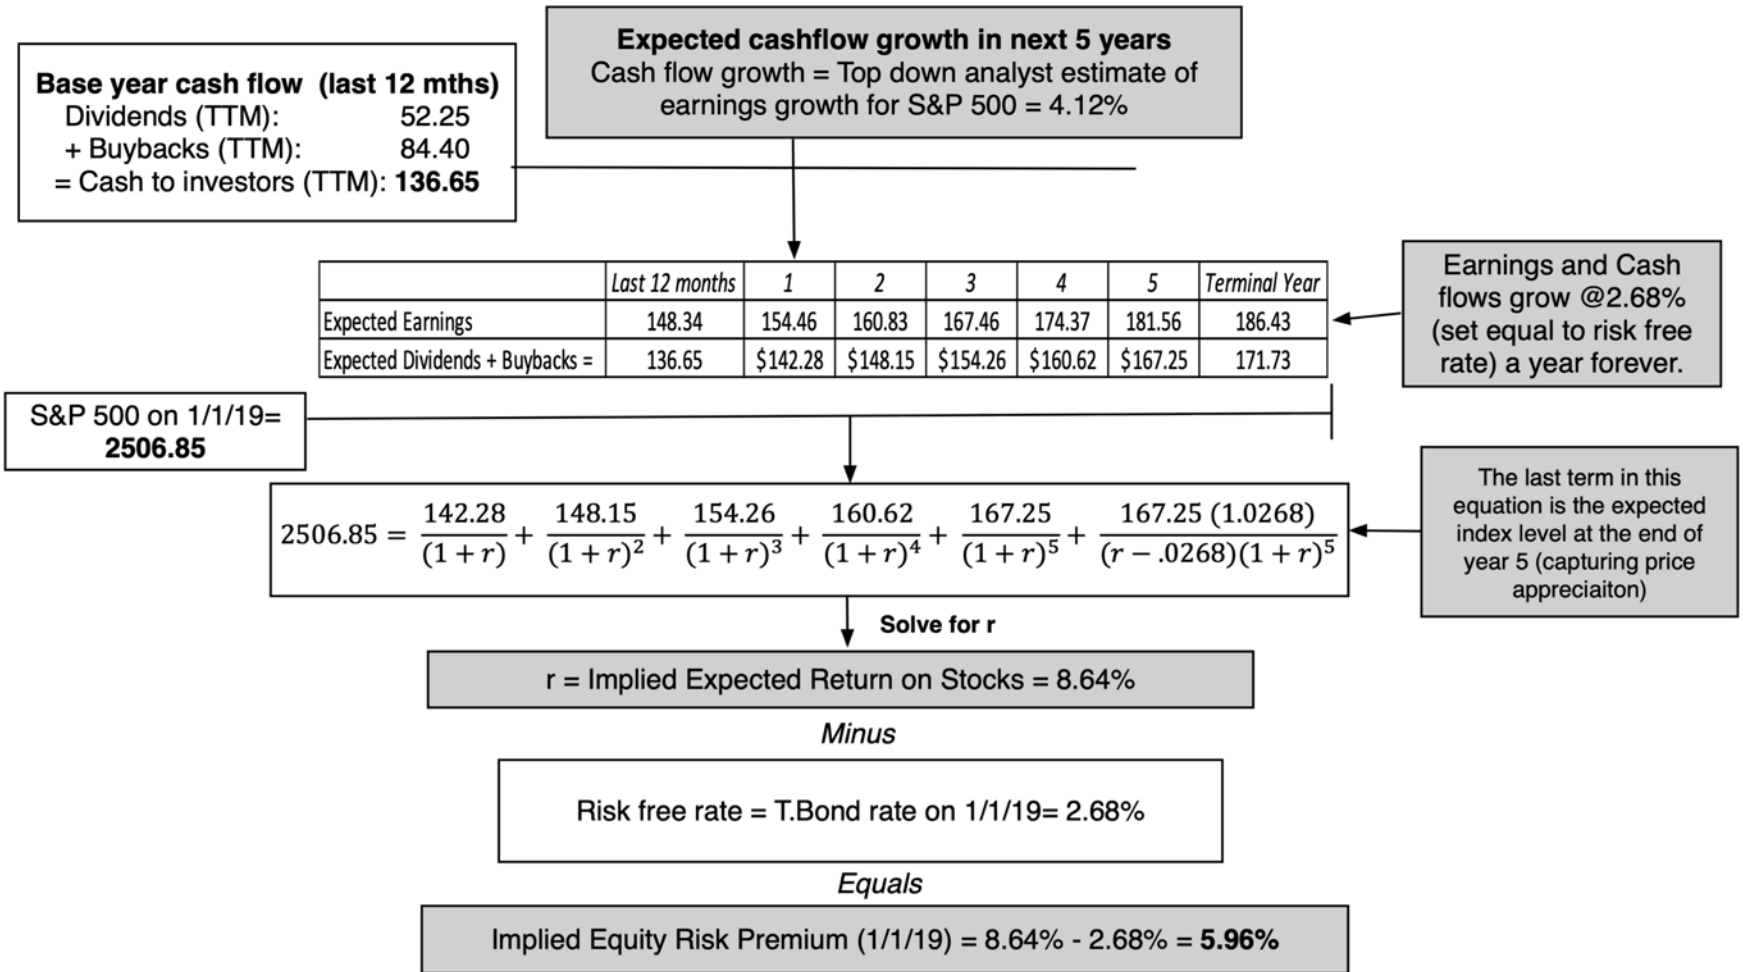 Expected cashflow growth in next 5 years
Cash flow growth = Top down analyst estimate of
earnings growth for S&P 500 = 4.12%
Base year cash flow (last 12 mths)
Dividends (TTM): 52.25
+ Buybacks (TTM): 84.40
= Cash to investors (TTM): 136.65
Last 12 months 1 2 3 4 5 Terminal Year
Expected Earnings 148.34 154.46 160.83 167.46 174.37 181.56 186.43
Expected Dividends + Buybacks = 136.65 $142.28 $148.15 $154.26 $160.62 $167.25 171.73
Earnings and Cash
flows grow @2.68%
(set equal to risk free
rate) a year forever.
S&P 500 on 1/1/19=
2506.85
2506.85 = 142.28/(1 + r) + 148.15/(1 + r)² + 154.26/(1 + r)³ + 160.62/(1 + r)⁴ + 167.25/(1 + r)⁵ + 167.25 (1.0268)/(r − .0268)(1 + r)⁵
The last term in this
equation is the expected
index level at the end of
year 5 (capturing price
appreciaiton)
Solve for r
r = Implied Expected Return on Stocks = 8.64%
Minus
Risk free rate = T.Bond rate on 1/1/19= 2.68%
Equals
Implied Equity Risk Premium (1/1/19) = 8.64% - 2.68% = 5.96%